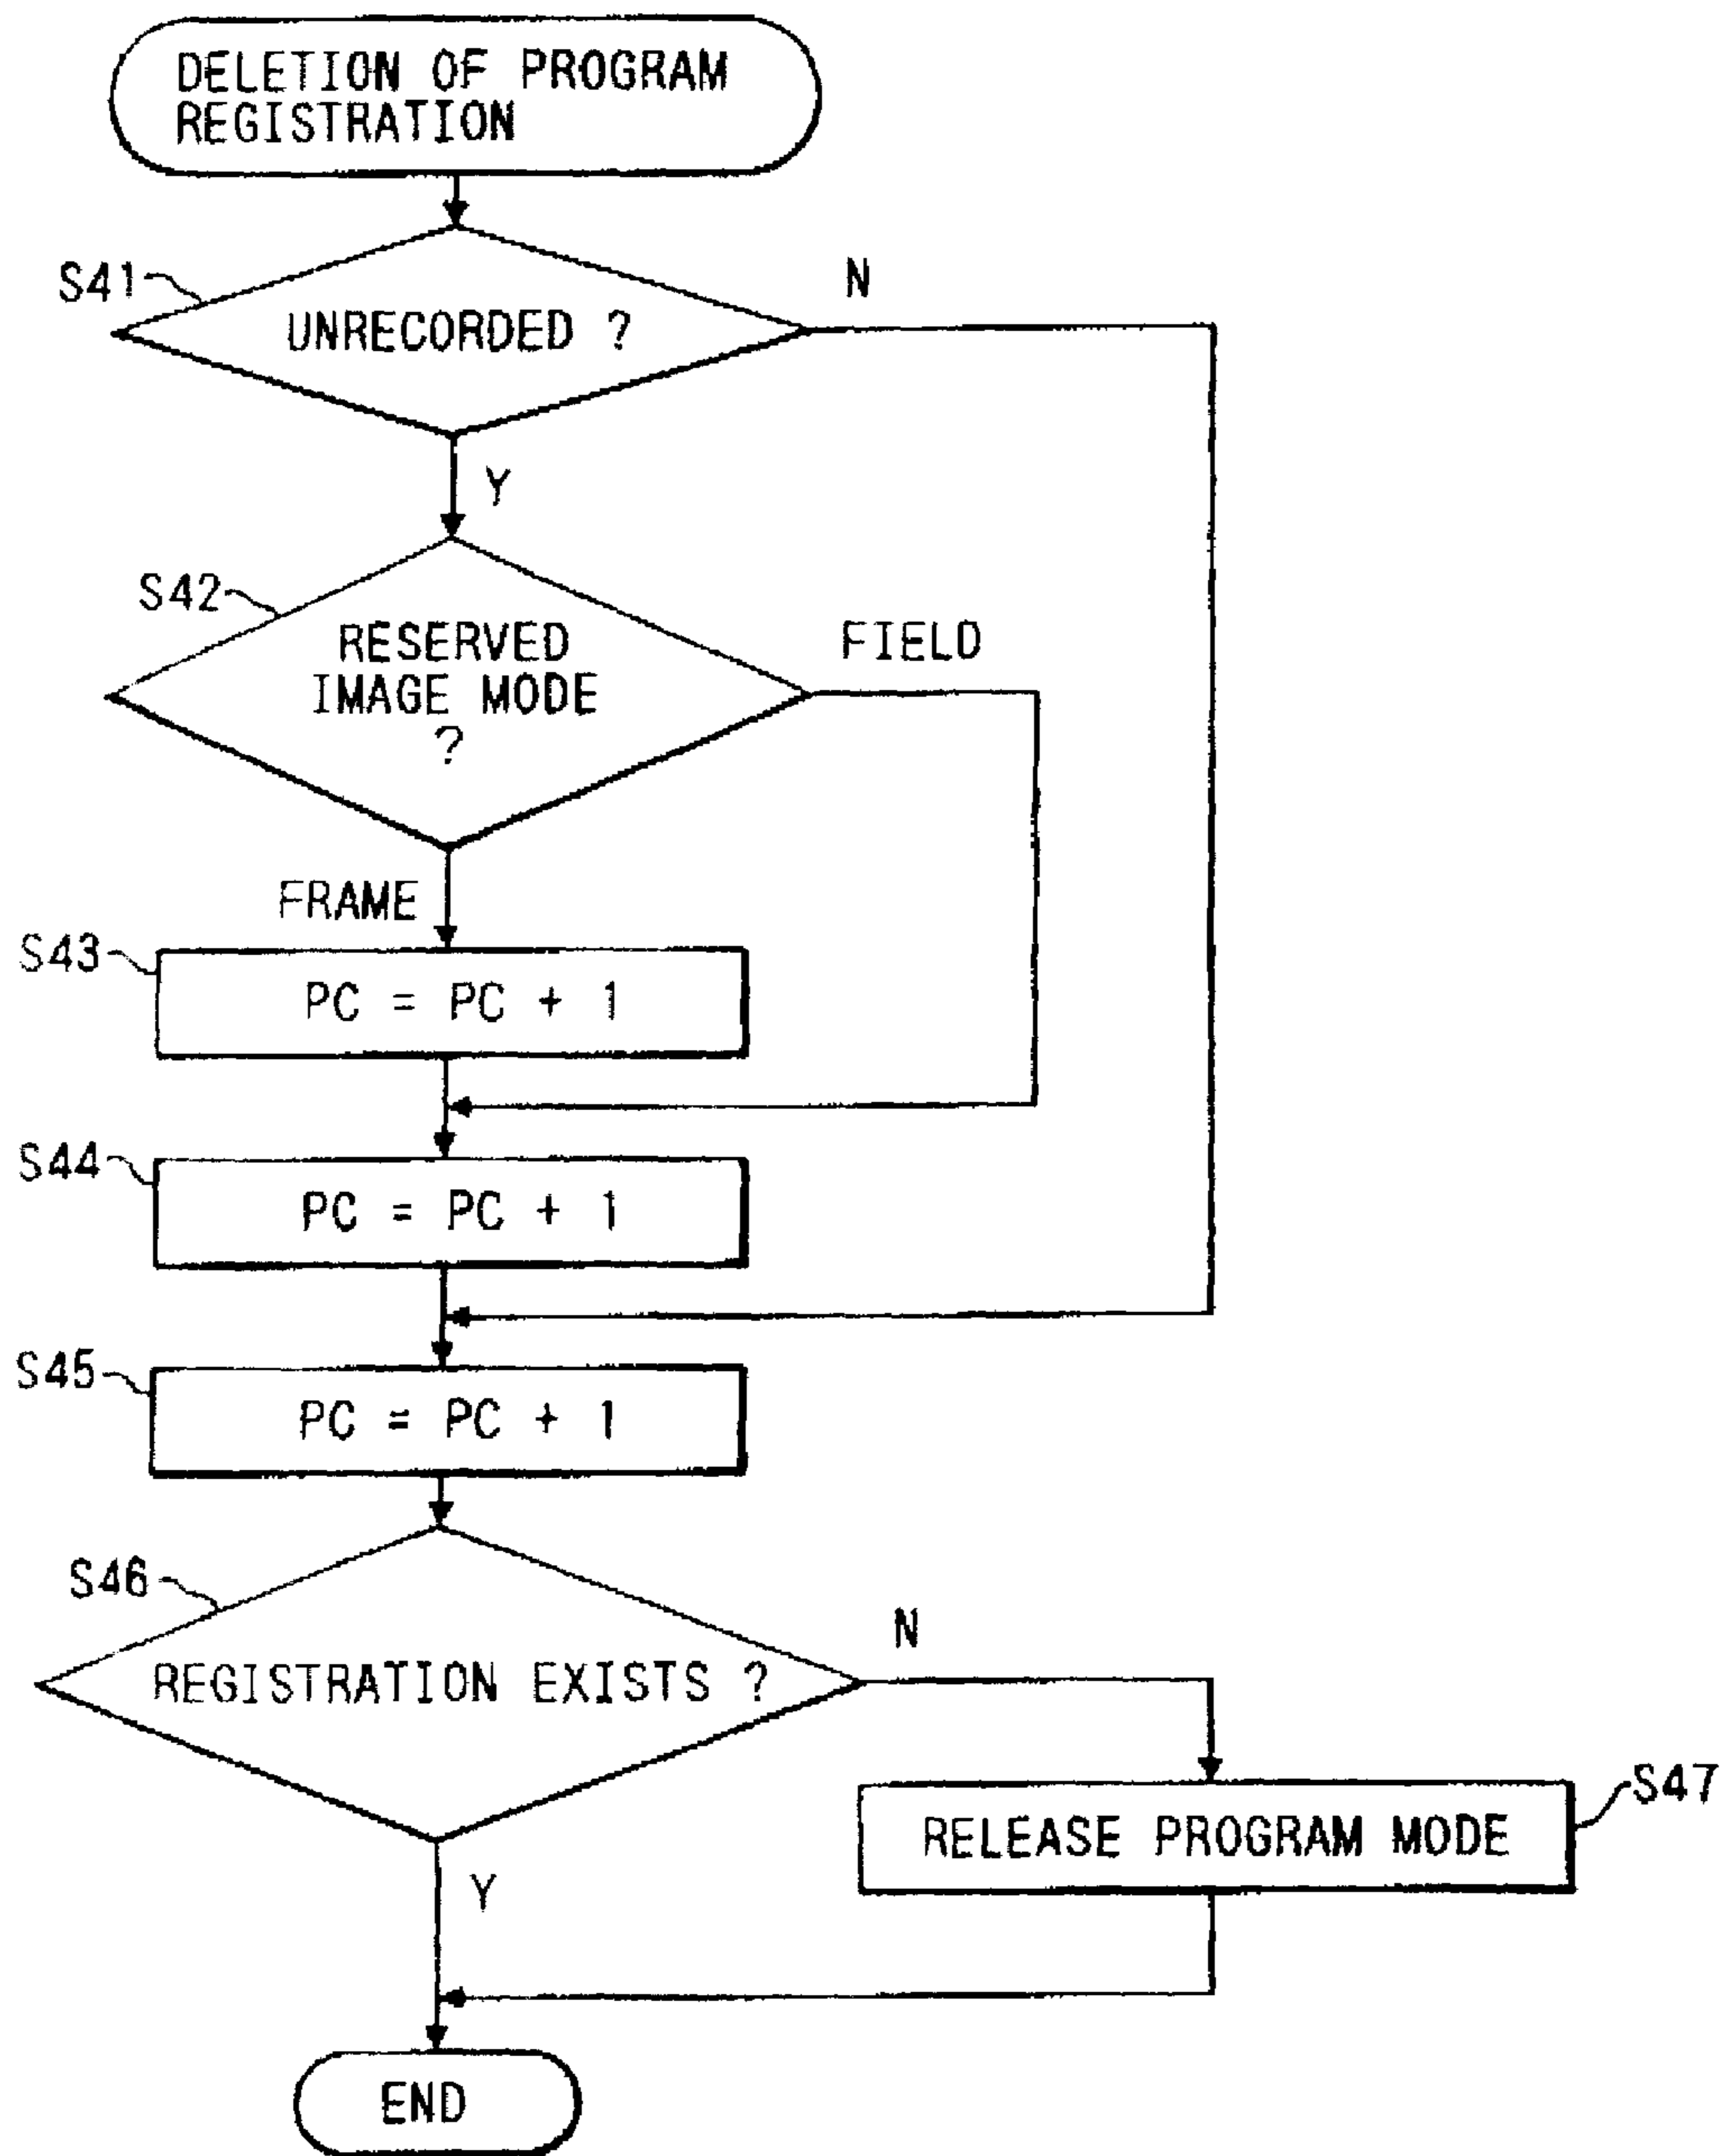 DELETION OF PROGRAM
REGISTRATION
S41
UNRECORDED ?
N
Y
S42
RESERVED
IMAGE MODE
?
FIELD
FRAME
S43
PC = PC + 1
S44
PC = PC + 1
S45
PC = PC + 1
S46
REGISTRATION EXISTS ?
N
S47
RELEASE PROGRAM MODE
Y
END